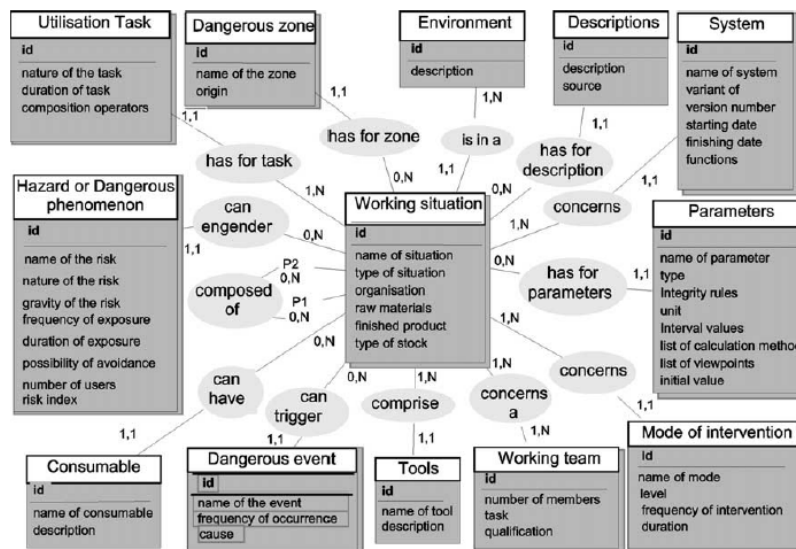 Utilisation Task
id
nature of the task
duration of task
composition operators
Dangerous zone
id
name of the zone
origin
Environment
id
description
Descriptions
id
description
source
System
id
name of system
variant of
version number
starting date
finishing date
functions
1,1
has for task
1,N
1,1
has for zone
0,N
1,N
is in a
1,1
1,1
has for
description
0,N
1,1
concerns
1,N
Hazard or Dangerous
phenomenon
id
name of the risk
nature of the risk
gravity of the risk
frequency of exposure
duration of exposure
possibility of avoidance
number of users
risk index
can
engender
1,1
0,N
composed
of
P2
0,N
P1
0,N
Working situation
id
name of situation
type of situation
organisation
raw materials
finished product
type of stock
0,N
has for
parameters
1,1
Parameters
id
name of parameter
type
Integrity rules
unit
Interval values
list of calculation method
list of viewpoints
initial value
0,N
can
have
1,1
0,N
can
trigger
1,1
1,N
comprise
1,1
1,N
concerns
a
1,N
1,N
concerns
1,1
Consumable
id
name of consumable
description
Dangerous event
id
name of the event
frequency of occurrence
cause
Tools
id
name of tool
description
Working team
id
number of members
task
qualification
Mode of intervention
id
name of mode
level
frequency of intervention
duration